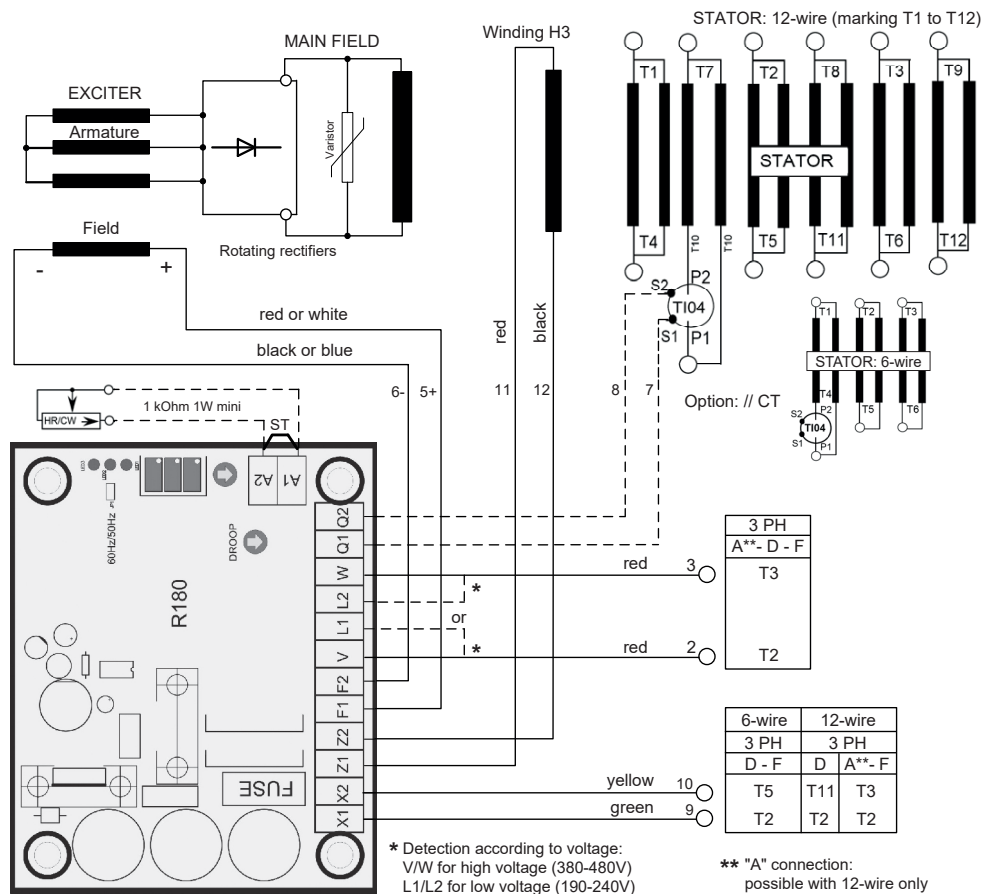 STATOR: 12-wire (marking T1 to T12)
Winding H3
MAIN FIELD
EXCITER
Armature
Varistor
Field
- +
Rotating rectifiers
T1 T7 T2 T8 T3 T9
STATOR
T4 T10 T10 T5 T11 T6 T12
S2 P2
TI04
S1 P1
T1 T2 T3
STATOR: 6-wire
T4
S2 P2 T5 T6
TI04
S1 P1
Option: // CT
red or white
black or blue
red
black
6- 5+ 11 12 8 7
HR/CW
1 kOhm 1W mini
ST
A2 A1
60Hz/50Hz
DROOP
R180
FUSE
Q2
Q1
W
L2
L1
V
F2
F1
Z2
Z1
X2
X1
red 3
*
or
*
red 2
yellow 10
green 9
3 PH
A**- D - F
T3
T2
6-wire 12-wire
3 PH 3 PH
D - F D A**- F
T5 T11 T3
T2 T2 T2
* Detection according to voltage:
V/W for high voltage (380-480V)
L1/L2 for low voltage (190-240V)
** "A" connection:
possible with 12-wire only